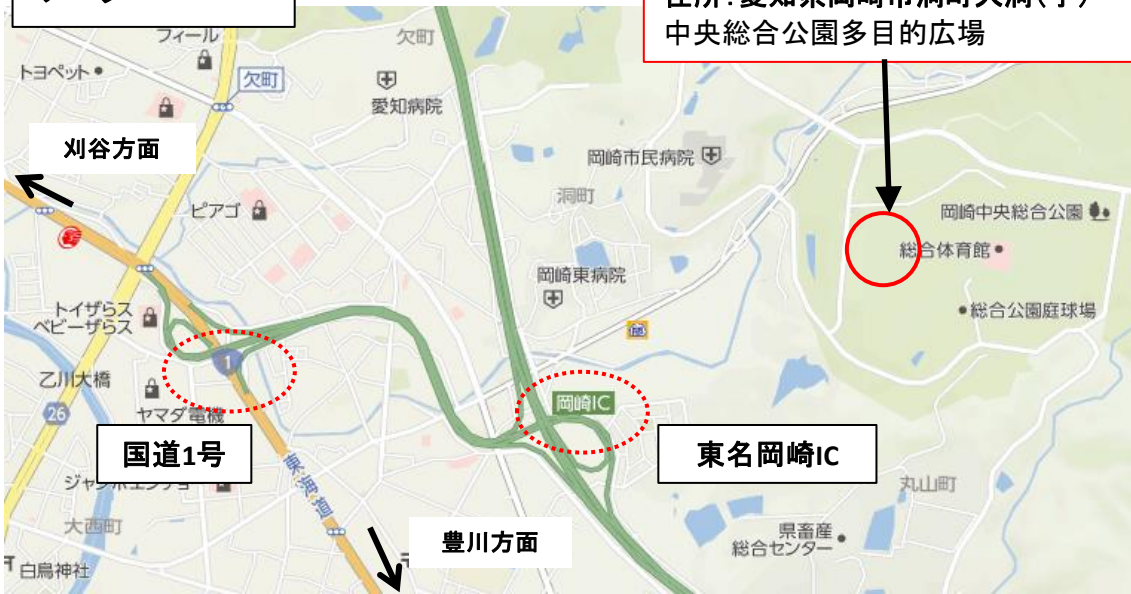 中央総合公園多目的広場
フィール
欠町
トヨペット
欠町
愛知病院
刈谷方面
岡崎市民病院
洞町
ピアゴ
岡崎中央総合公園
総合体育館
岡崎東病院
トイザらス
ベビーザらス
総合公園庭球場
1
乙川大橋
岡崎IC
26
ヤマダ電機
国道1号
東名岡崎IC
東海道
丸山町
大西町
豊川方面
県畜産
総合センター
白鳥神社